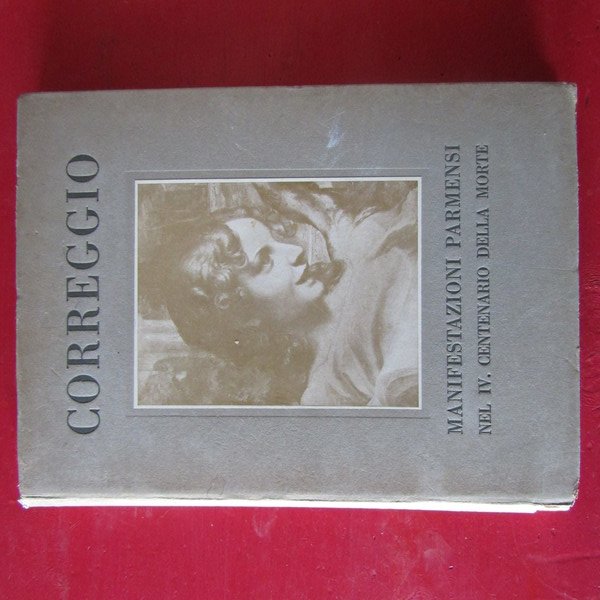 CORREGGIO
MANIFESTAZIONI PARMENSI
NEL IV. CENTENARIO DELLA MORTE